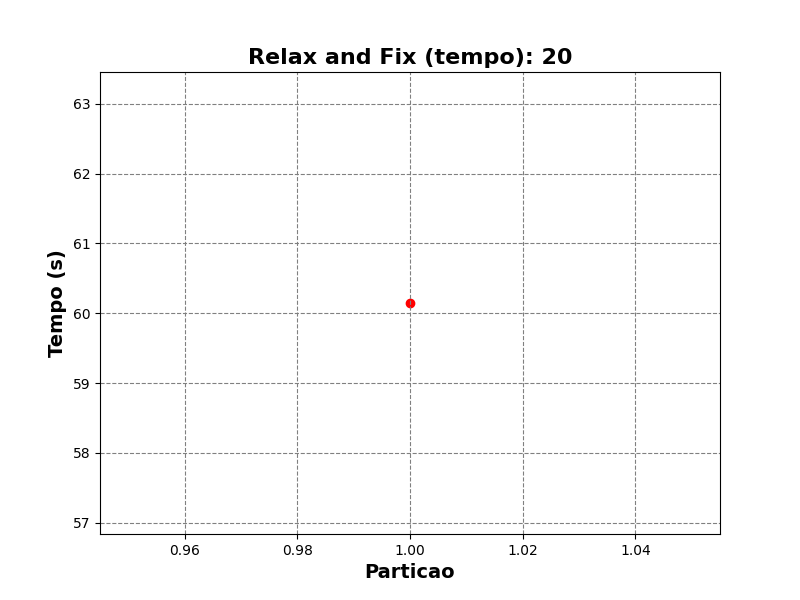 Relax and Fix (tempo): 20
63
62
61
60
59
58
57
Tempo (s)
0.96 0.98 1.00 1.02 1.04
Particao